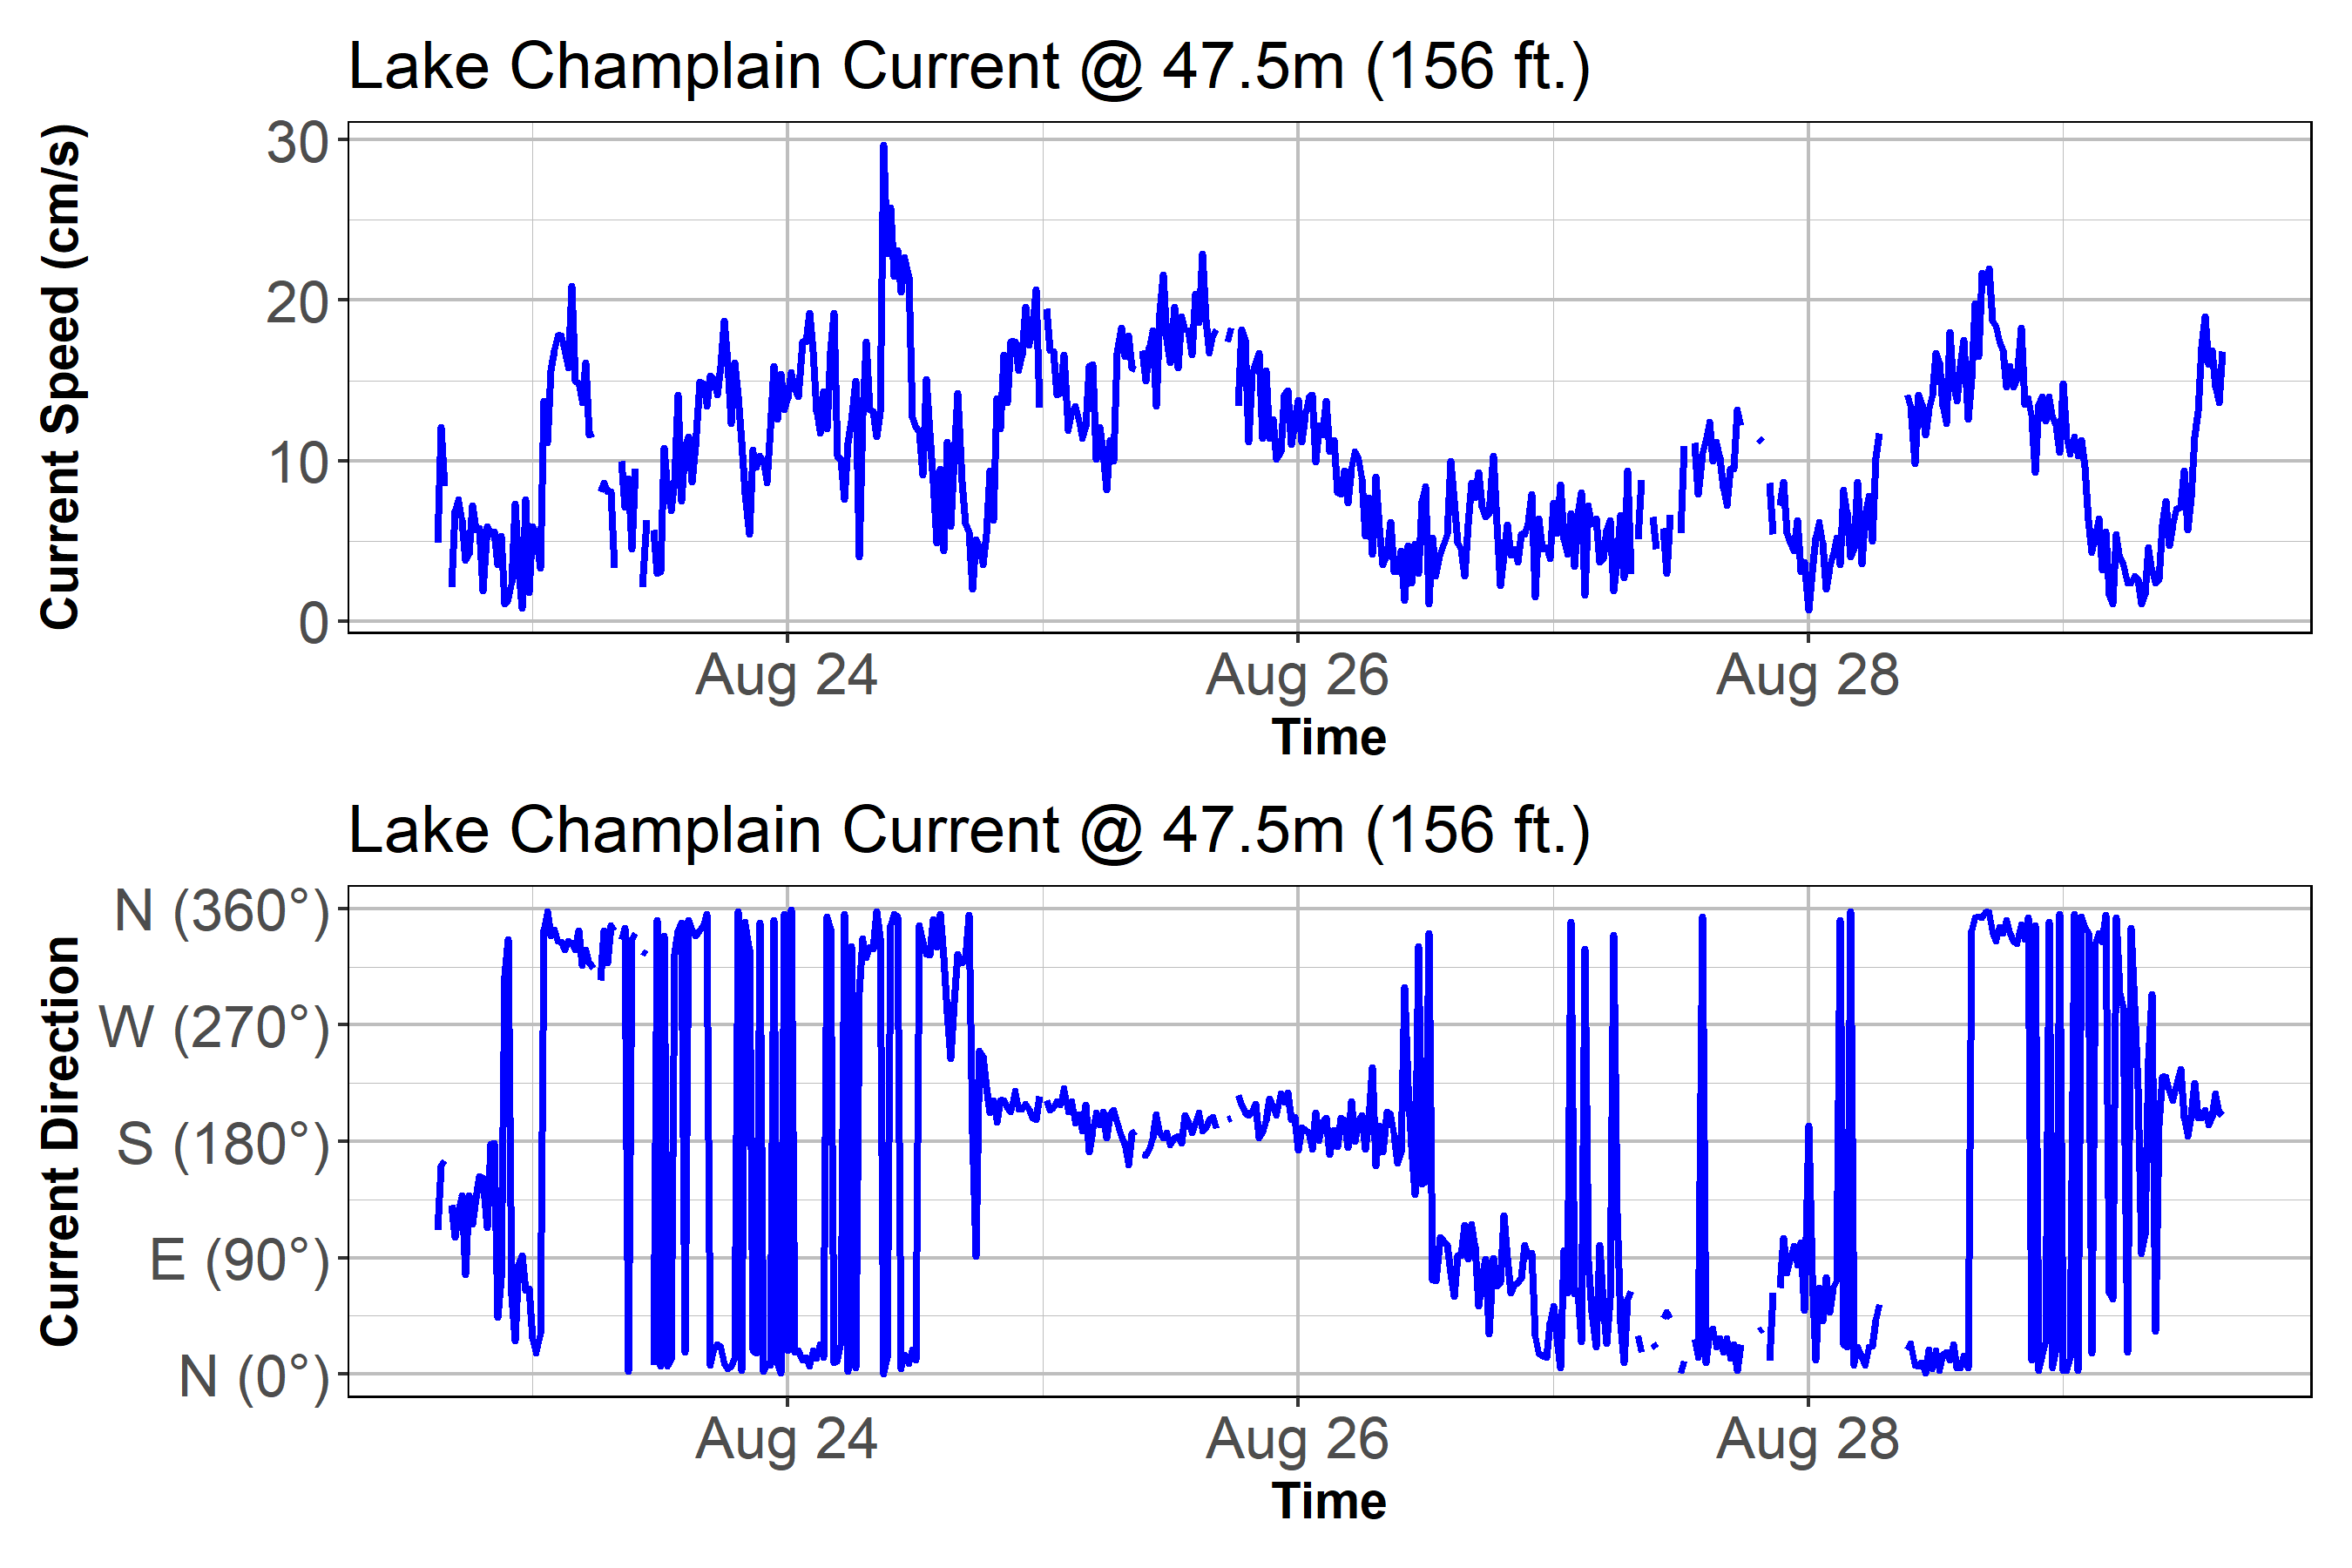 Lake Champlain Current @ 47.5m (156 ft.)
Current Speed (cm/s)
30
20
10
0
Aug 24 Aug 26 Aug 28
Time
Lake Champlain Current @ 47.5m (156 ft.)
Current Direction
N (360°)
W (270°)
S (180°)
E (90°)
N (0°)
Aug 24 Aug 26 Aug 28
Time